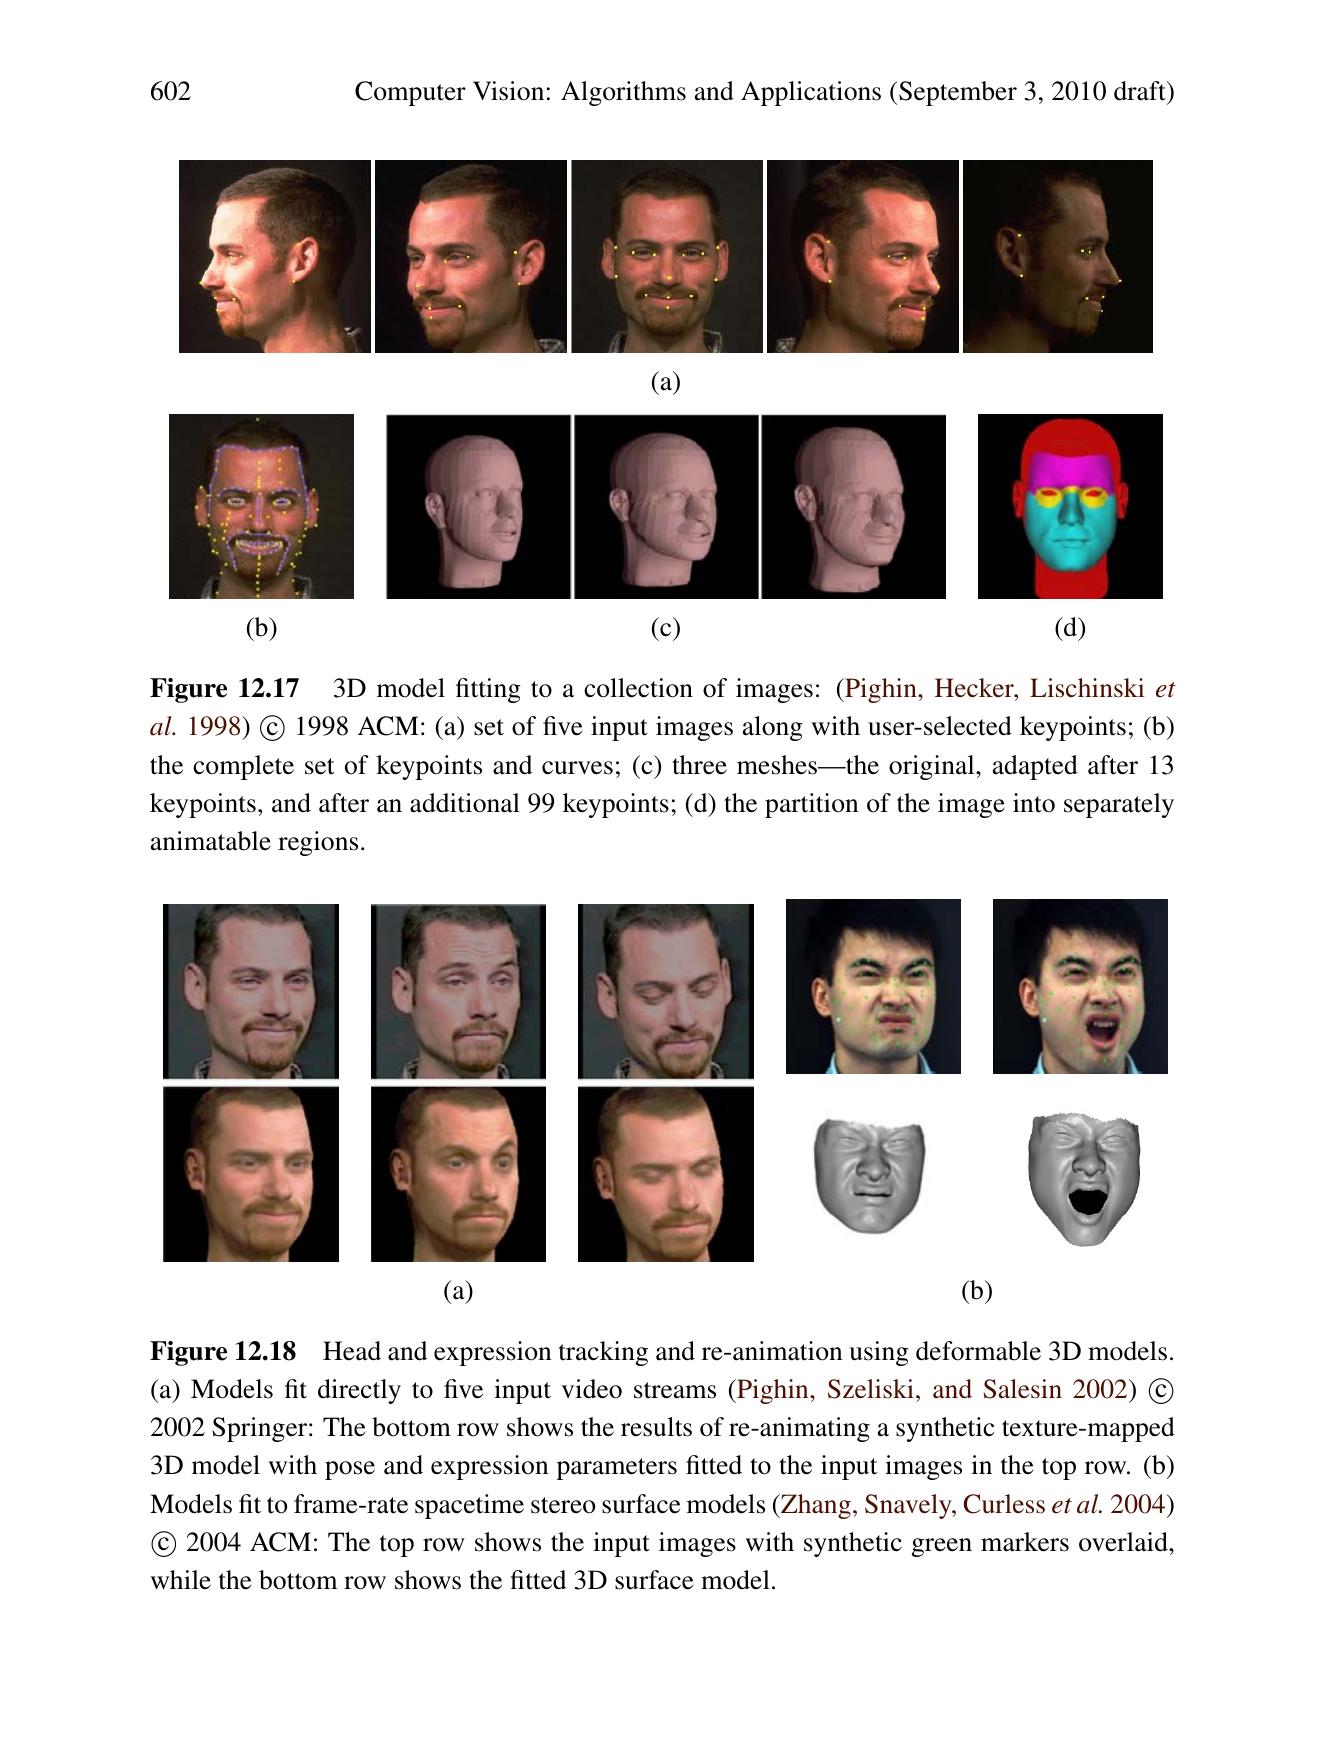 602 Computer Vision: Algorithms and Applications (September 3, 2010 draft)
(a)
(b) (c) (d)
Figure 12.17 3D model fitting to a collection of images: (Pighin, Hecker, Lischinski et
al. 1998) © 1998 ACM: (a) set of five input images along with user-selected keypoints; (b)
the complete set of keypoints and curves; (c) three meshes—the original, adapted after 13
keypoints, and after an additional 99 keypoints; (d) the partition of the image into separately
animatable regions.
(a) (b)
Figure 12.18 Head and expression tracking and re-animation using deformable 3D models.
(a) Models fit directly to five input video streams (Pighin, Szeliski, and Salesin 2002) ©
2002 Springer: The bottom row shows the results of re-animating a synthetic texture-mapped
3D model with pose and expression parameters fitted to the input images in the top row. (b)
Models fit to frame-rate spacetime stereo surface models (Zhang, Snavely, Curless et al. 2004)
© 2004 ACM: The top row shows the input images with synthetic green markers overlaid,
while the bottom row shows the fitted 3D surface model.